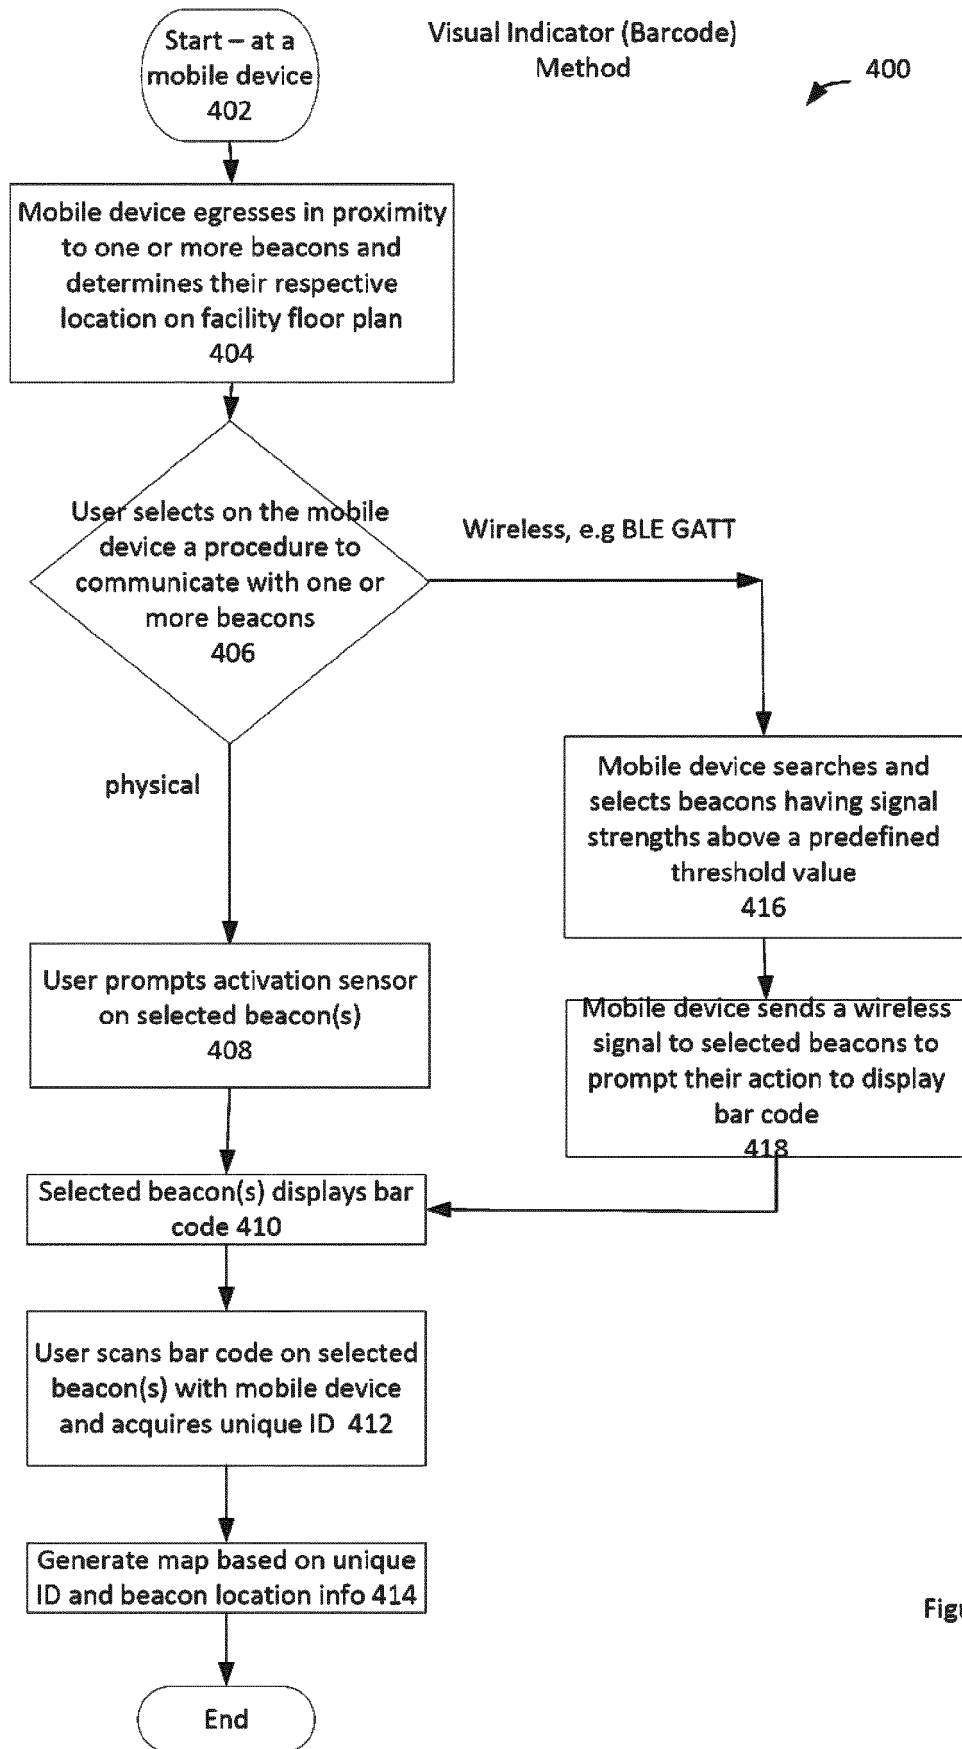 Visual Indicator (Barcode)
Method
400
Start – at a
mobile device
402
Mobile device egresses in proximity
to one or more beacons and
determines their respective
location on facility floor plan
404
User selects on the mobile
device a procedure to
communicate with one or
more beacons
406
Wireless, e.g BLE GATT
physical
Mobile device searches and
selects beacons having signal
strengths above a predefined
threshold value
416
User prompts activation sensor
on selected beacon(s)
408
Mobile device sends a wireless
signal to selected beacons to
prompt their action to display
bar code
418
Selected beacon(s) displays bar
code 410
User scans bar code on selected
beacon(s) with mobile device
and acquires unique ID 412
Generate map based on unique
ID and beacon location info 414
End